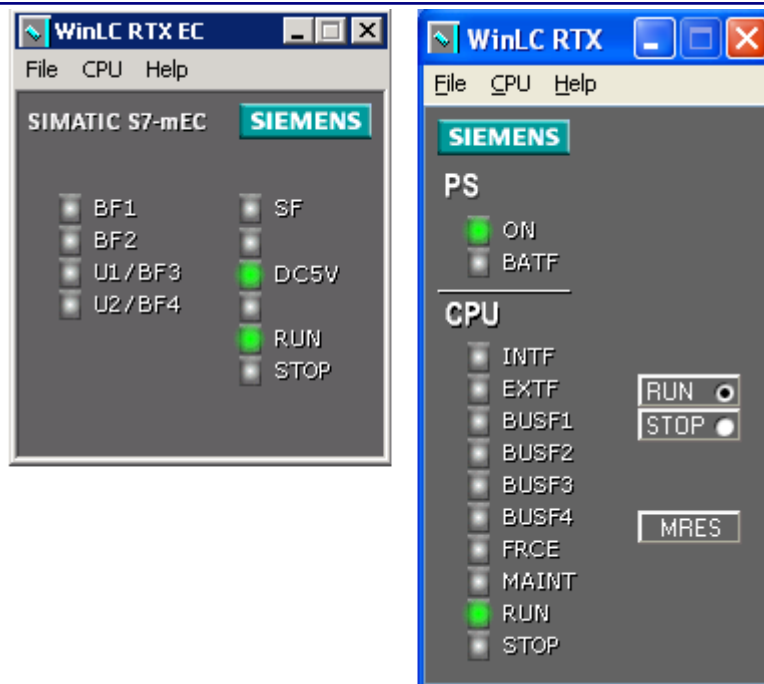 WinLC RTX EC
File CPU Help
SIMATIC S7-mEC SIEMENS
BF1 SF
BF2
U1/BF3 DC5V
U2/BF4
RUN
STOP
WinLC RTX
File CPU Help
SIEMENS
PS
ON
BATF
CPU
INTF
EXTF RUN
BUSF1 STOP
BUSF2
BUSF3
BUSF4 MRES
FRCE
MAINT
RUN
STOP